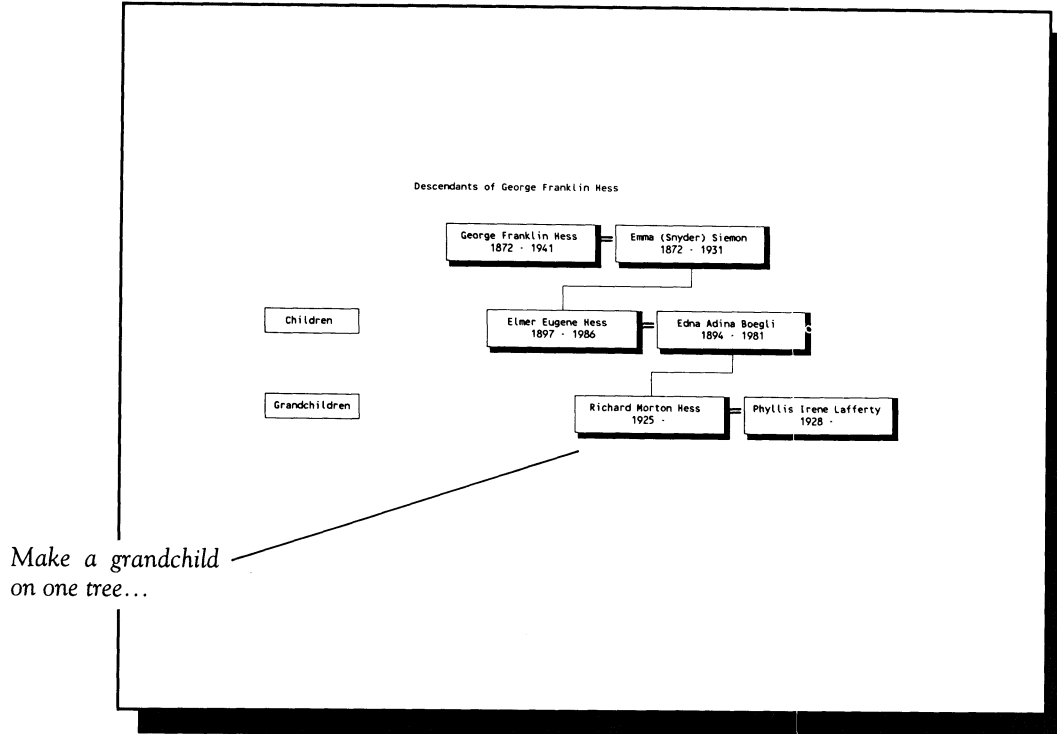 Descendants of George Franklin Hess
George Franklin Hess
1872 - 1941
Emma (Snyder) Siemon
1872 - 1931
Children
Elmer Eugene Hess
1897 - 1986
Edna Adina Boegli
1894 - 1981
Grandchildren
Richard Morton Hess
1925 -
Phyllis Irene Lafferty
1928 -
Make a grandchild
on one tree...